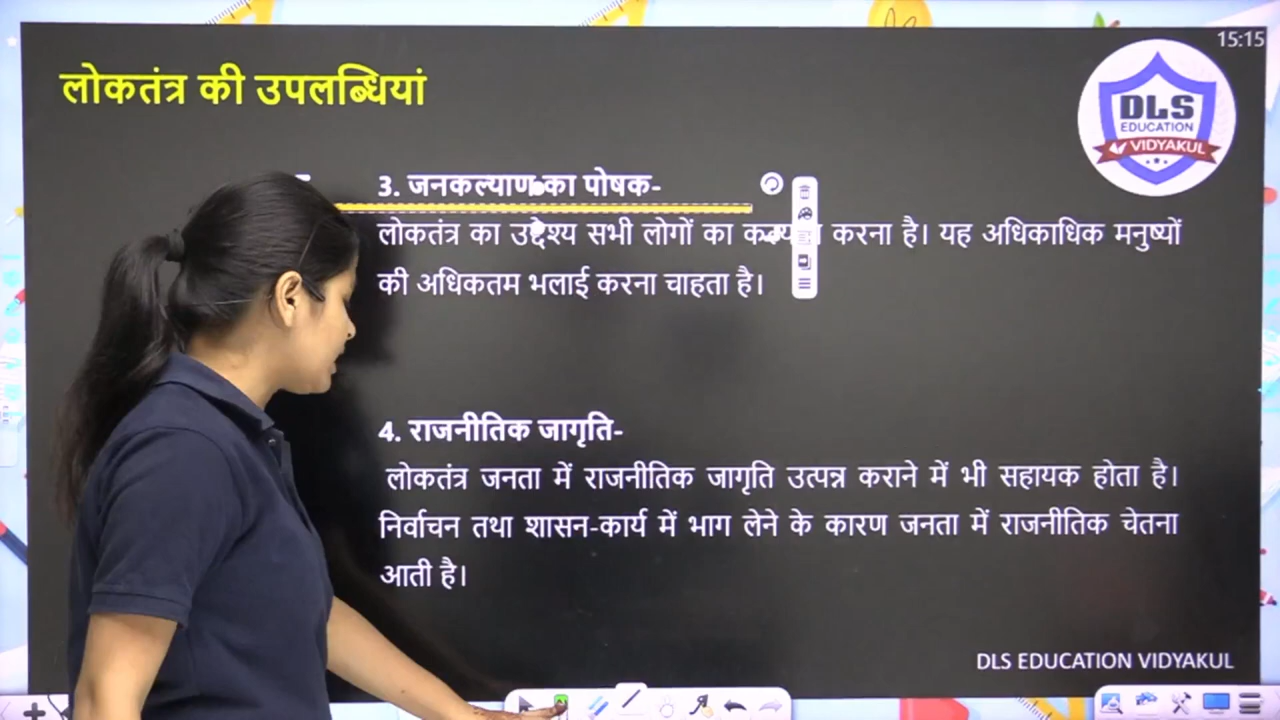 15:15
लोकतंत्र की उपलब्धियां
DLS
EDUCATION
VIDYAKUL
3. जनकल्याण का पोषक-
लोकतंत्र का उद्देश्य सभी लोगों का करना है। यह अधिकाधिक मनुष्यों
की अधिकतम भलाई करना चाहता है।
4. राजनीतिक जागृति-
लोकतंत्र जनता में राजनीतिक जागृति उत्पन्न कराने में भी सहायक होता है।
निर्वाचन तथा शासन-कार्य में भाग लेने के कारण जनता में राजनीतिक चेतना
आती है।
DLS EDUCATION VIDYAKUL